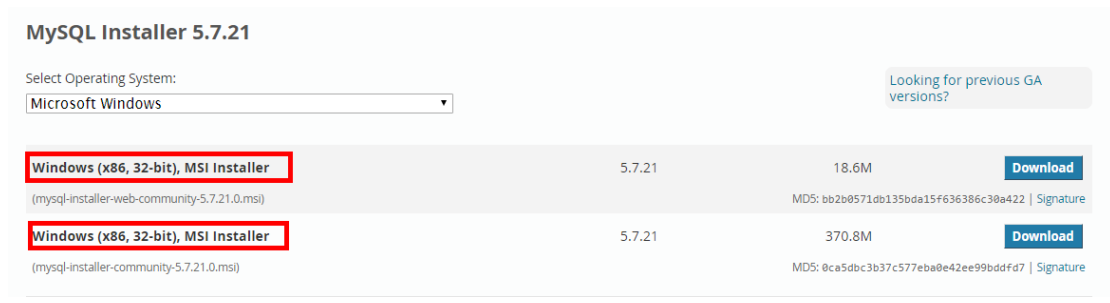 MySQL Installer 5.7.21
Select Operating System:
Looking for previous GA
versions?
Microsoft Windows
Windows (x86, 32-bit), MSI Installer 5.7.21 18.6M Download
(mysql-installer-web-community-5.7.21.0.msi) MD5: bb2b0571db135bda15f636386c30a422 | Signature
Windows (x86, 32-bit), MSI Installer 5.7.21 370.8M Download
(mysql-installer-community-5.7.21.0.msi) MD5: 0ca5dbc3b37c577eba0e42ee99bddfd7 | Signature